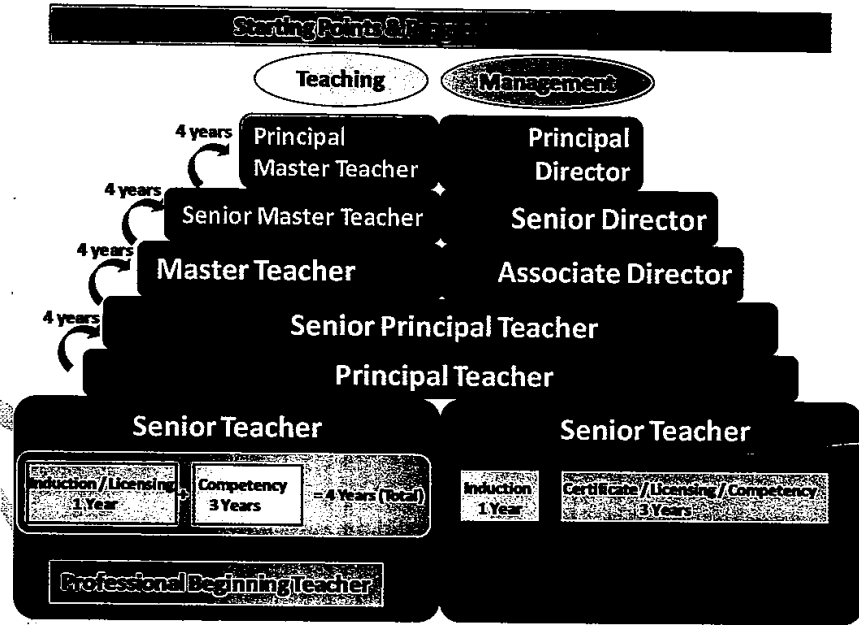 Starting Points &
Teaching
Management
4 years
Principal
Master Teacher
Principal
Director
4 years
Senior Master Teacher
Senior Director
4 years
Master Teacher
Associate Director
4 years
Senior Principal Teacher
Principal Teacher
Senior Teacher
Senior Teacher
Induction / Licensing
1 Year
+
Competency
3 Years
= 4 Years (Total)
Induction
1 Year
Certificate / Licensing / Competency
3 Years
Professional Beginning Teacher